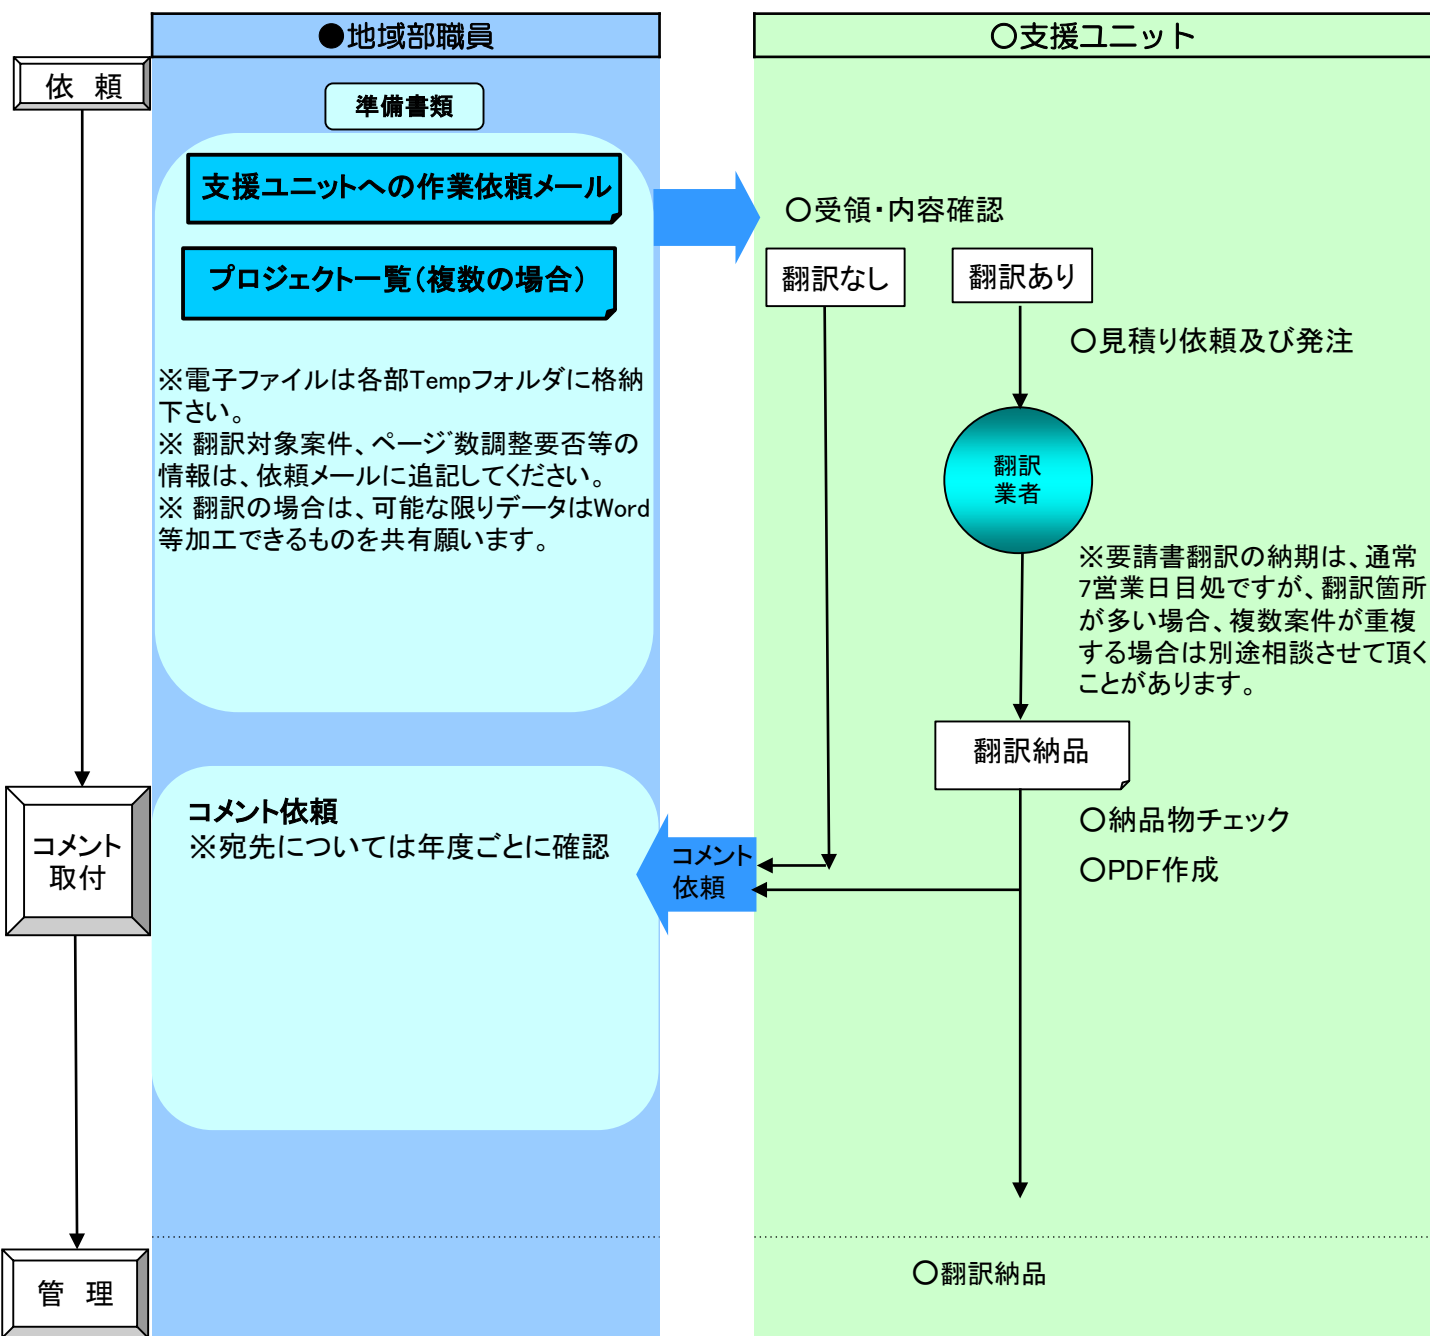 ●地域部職員
○支援ユニット
依 頼
準備書類
支援ユニットへの作業依頼メール
プロジェクト一覧(複数の場合)
※電子ファイルは各部Tempフォルダに格納
下さい。
※ 翻訳対象案件、ページ数調整要否等の
情報は、依頼メールに追記してください。
※ 翻訳の場合は、可能な限りデータはWord
等加工できるものを共有願います。
○受領・内容確認
翻訳なし
翻訳あり
○見積り依頼及び発注
翻訳
業者
※要請書翻訳の納期は、通常
7営業日目処ですが、翻訳箇所
が多い場合、複数案件が重複
する場合は別途相談させて頂く
ことがあります。
翻訳納品
○納品物チェック
○PDF作成
コメント
取付
コメント依頼
※宛先については年度ごとに確認
コメント
依頼
管 理
○翻訳納品